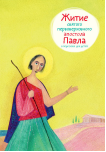 Житие
святого
первоверховного
апостола
Павла
в пересказе для детей